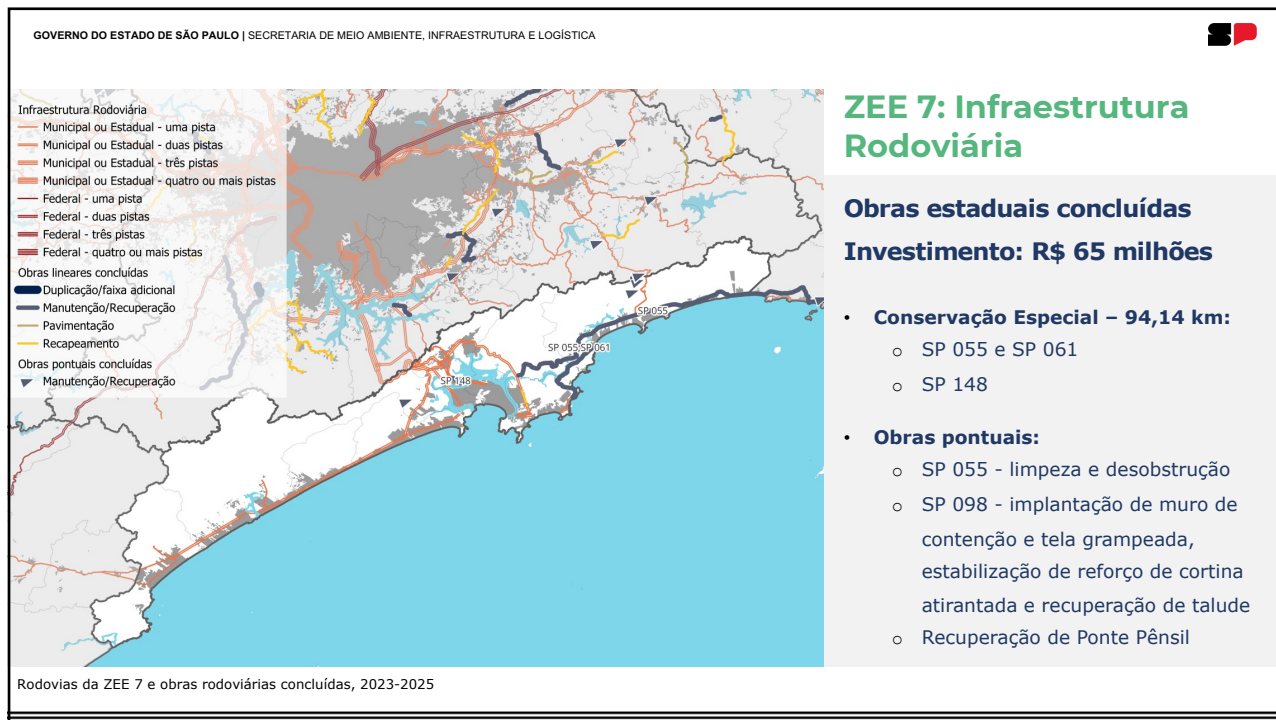 GOVERNO DO ESTADO DE SÃO PAULO | SECRETARIA DE MEIO AMBIENTE, INFRAESTRUTURA E LOGÍSTICA
SP
Infraestrutura Rodoviária
Municipal ou Estadual - uma pista
Municipal ou Estadual - duas pistas
Municipal ou Estadual - três pistas
Municipal ou Estadual - quatro ou mais pistas
Federal - uma pista
Federal - duas pistas
Federal - três pistas
Federal - quatro ou mais pistas
Obras lineares concluídas
Duplicação/faixa adicional
Manutenção/Recuperação
Pavimentação
Recapeamento
Obras pontuais concluídas
Manutenção/Recuperação
SP 055
SP 055;SP 061
SP 148
ZEE 7: Infraestrutura
Rodoviária
Obras estaduais concluídas
Investimento: R$ 65 milhões
• Conservação Especial – 94,14 km:
o SP 055 e SP 061
o SP 148
• Obras pontuais:
o SP 055 - limpeza e desobstrução
o SP 098 - implantação de muro de
contenção e tela grampeada,
estabilização de reforço de cortina
atirantada e recuperação de talude
o Recuperação de Ponte Pênsil
Rodovias da ZEE 7 e obras rodoviárias concluídas, 2023-2025